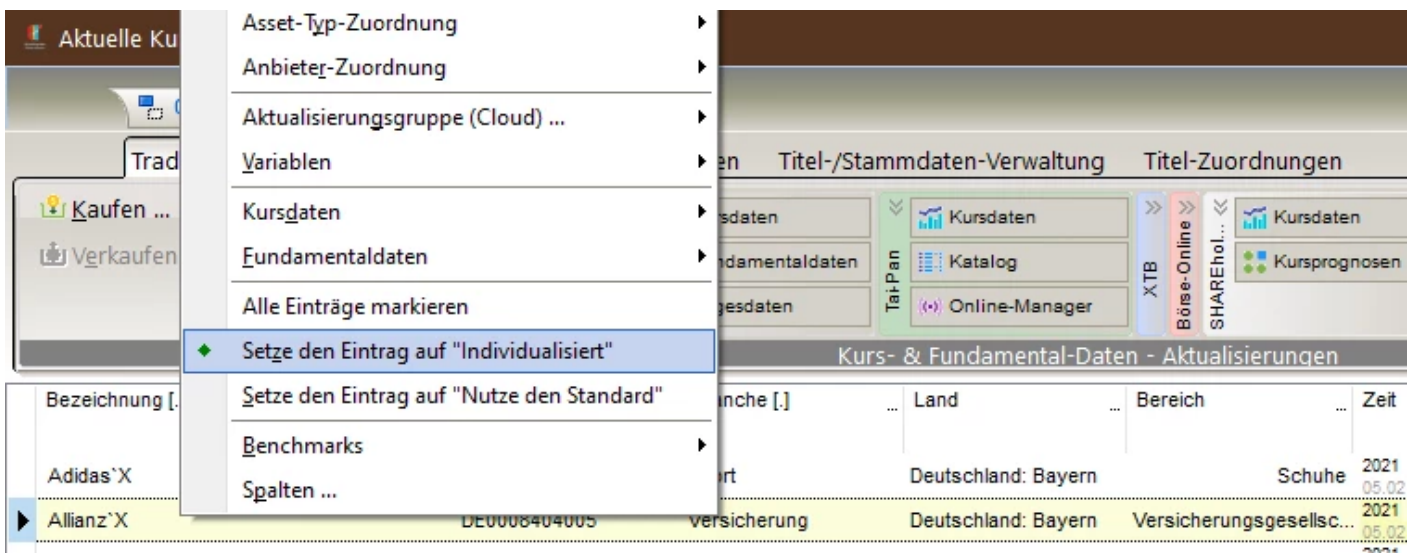 Aktuelle Ku
Asset-Typ-Zuordnung
Anbieter-Zuordnung
Aktualisierungsgruppe (Cloud) ...
Variablen
Kursdaten
Fundamentaldaten
Alle Einträge markieren
Setze den Eintrag auf "Individualisiert"
Setze den Eintrag auf "Nutze den Standard"
Benchmarks
Spalten ...
Trad
en
Titel-/Stammdaten-Verwaltung
Titel-Zuordnungen
Kaufen ...
Verkaufen
rsdaten
ndamentaldaten
gesdaten
Tai-Pan
Kursdaten
Katalog
Online-Manager
XTB
Börse-Online
SHAREhol...
Kursdaten
Kursprognosen
Kurs- & Fundamental-Daten - Aktualisierungen
Bezeichnung [.
anche [.] ... Land ... Bereich ... Zeit
Adidas`X ort Deutschland: Bayern Schuhe 2021
05.02
Allianz`X DE0008404005 Versicherung Deutschland: Bayern Versicherungsgesellsc... 2021
05.02